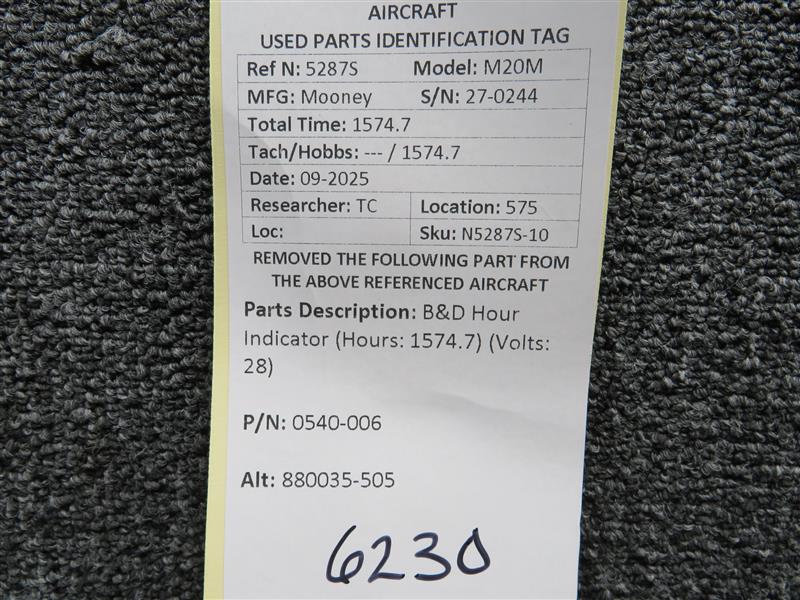 AIRCRAFT
USED PARTS IDENTIFICATION TAG
Ref N: 5287S Model: M20M
MFG: Mooney S/N: 27-0244
Total Time: 1574.7
Tach/Hobbs: --- / 1574.7
Date: 09-2025
Researcher: TC Location: 575
Loc: Sku: N5287S-10
REMOVED THE FOLLOWING PART FROM
THE ABOVE REFERENCED AIRCRAFT
Parts Description: B&D Hour
Indicator (Hours: 1574.7) (Volts:
28)
P/N: 0540-006
Alt: 880035-505
6230